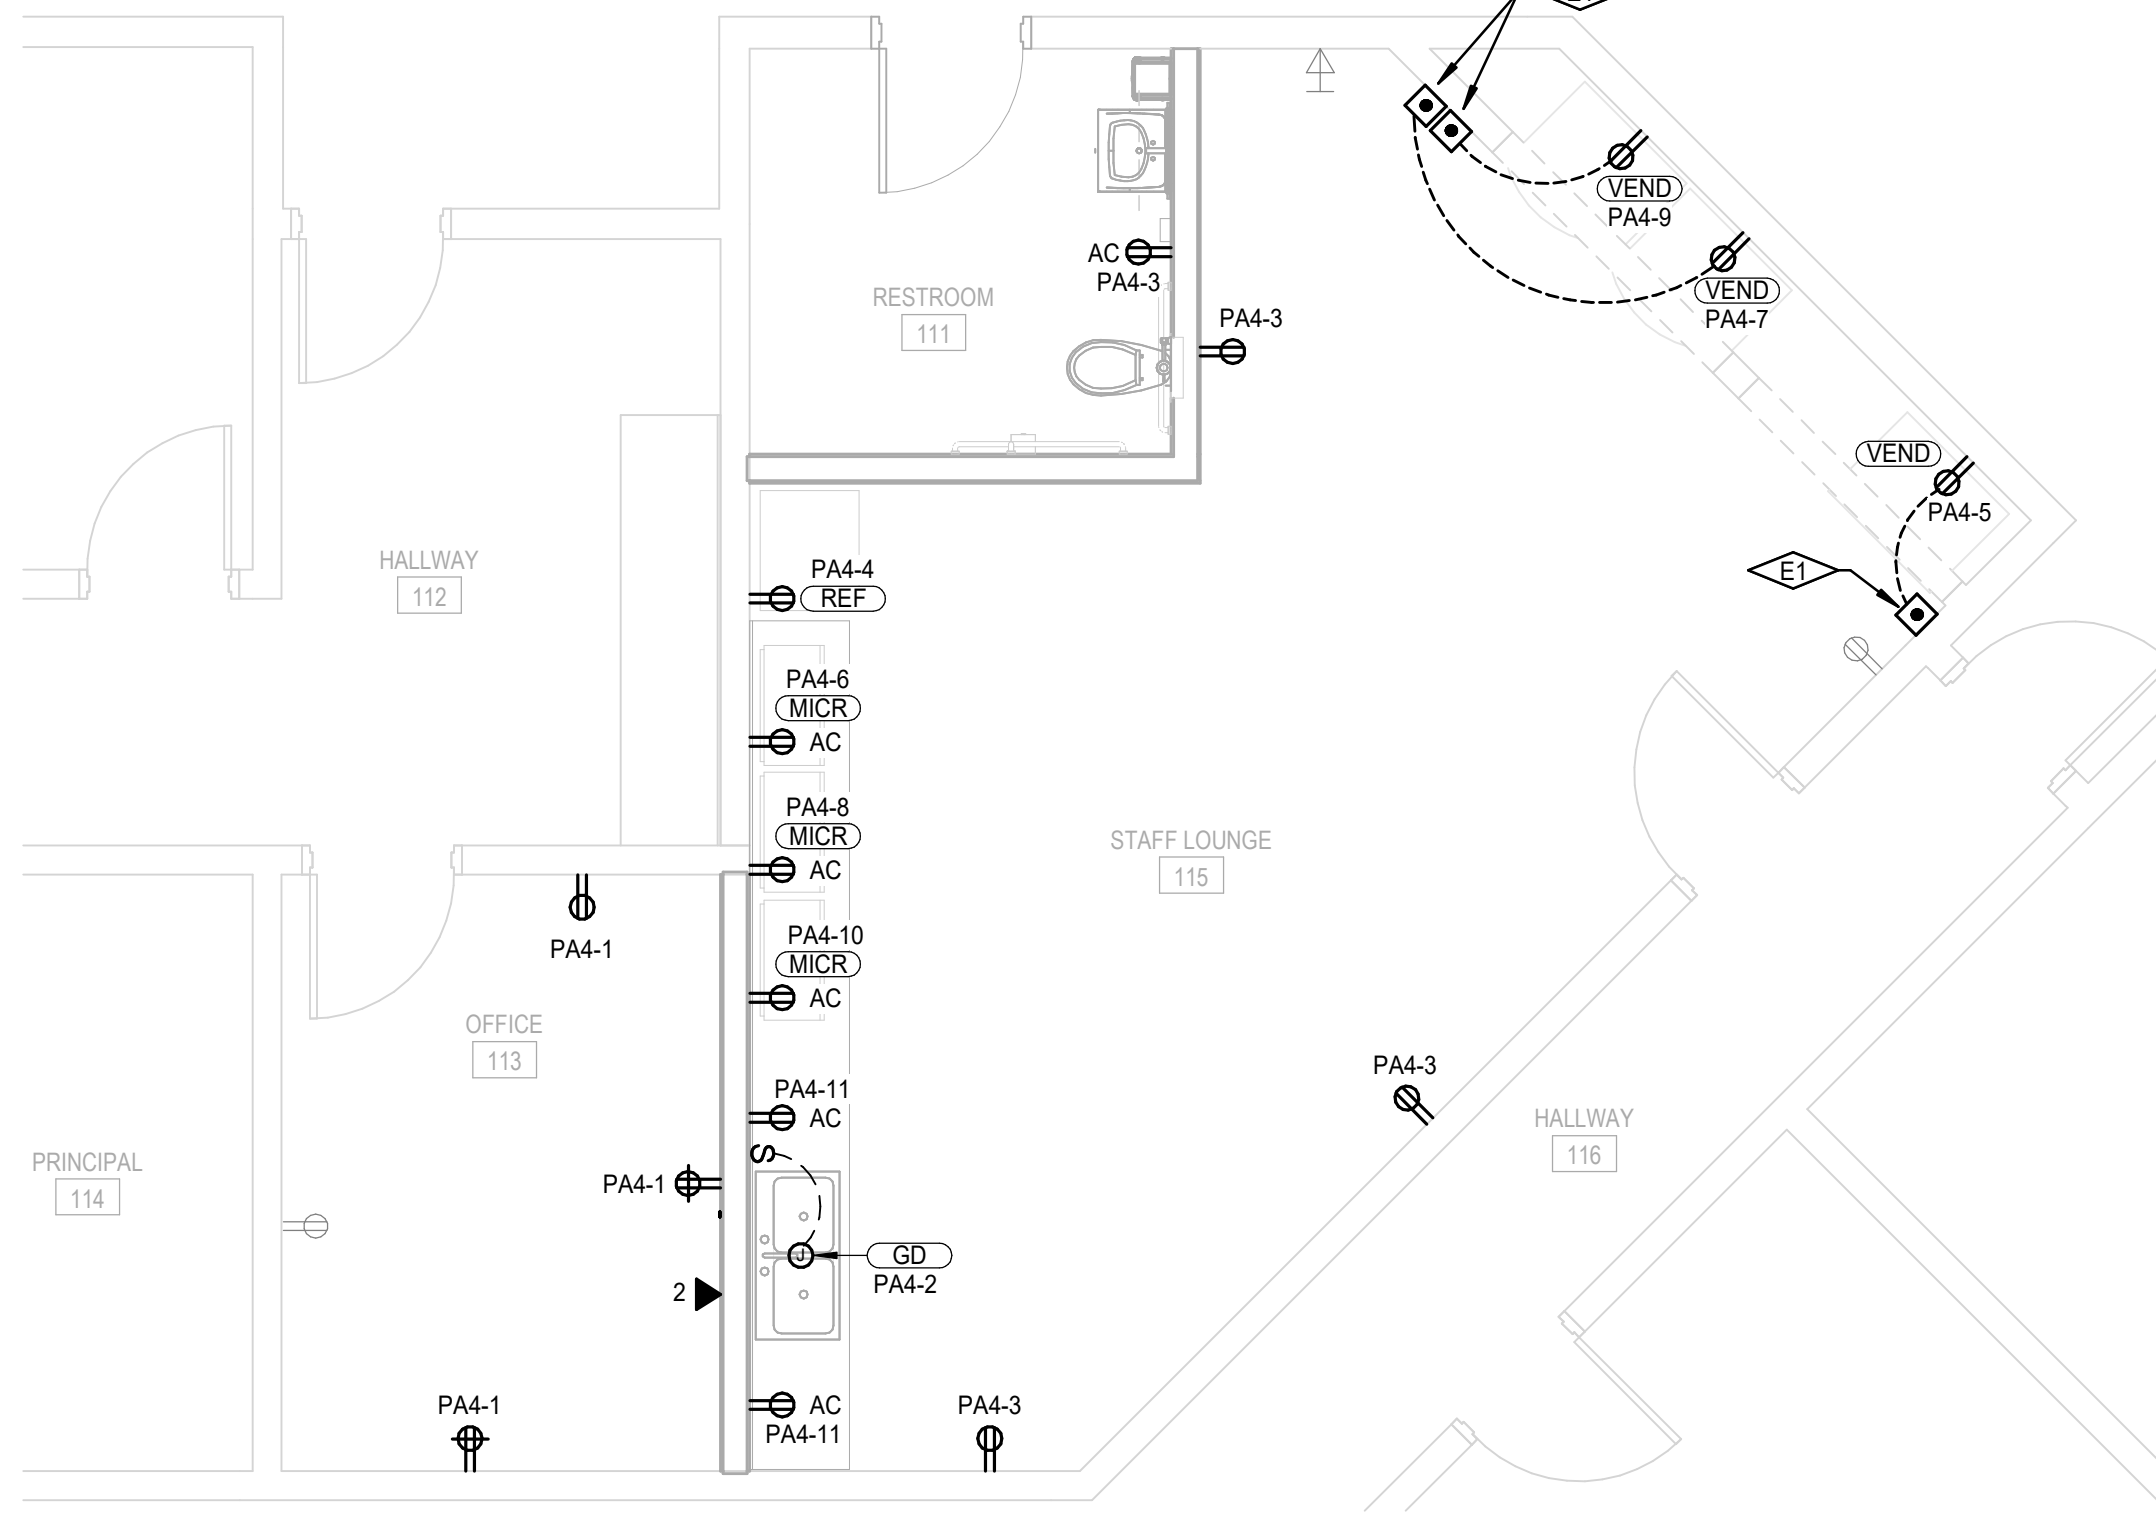 VEND
PA4-9
AC
PA4-3
RESTROOM
111
VEND
PA4-7
PA4-3
VEND
PA4-5
HALLWAY
112
PA4-4
REF
E1
PA4-6
MICR
AC
PA4-8
MICR
AC
STAFF LOUNGE
115
PA4-10
MICR
AC
PA4-1
OFFICE
113
PA4-3
PA4-11
AC
HALLWAY
116
S
PRINCIPAL
114
PA4-1
J
GD
PA4-2
2
PA4-1
AC
PA4-11
PA4-3